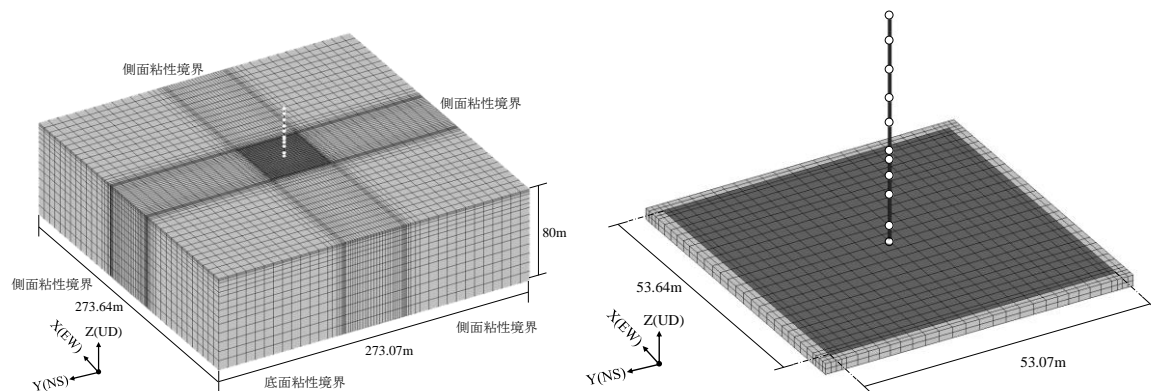 側面粘性境界
側面粘性境界
80m
側面粘性境界
273.64m
側面粘性境界
273.07m
底面粘性境界
X(EW)
Z(UD)
Y(NS)
53.64m
53.07m
X(EW)
Z(UD)
Y(NS)